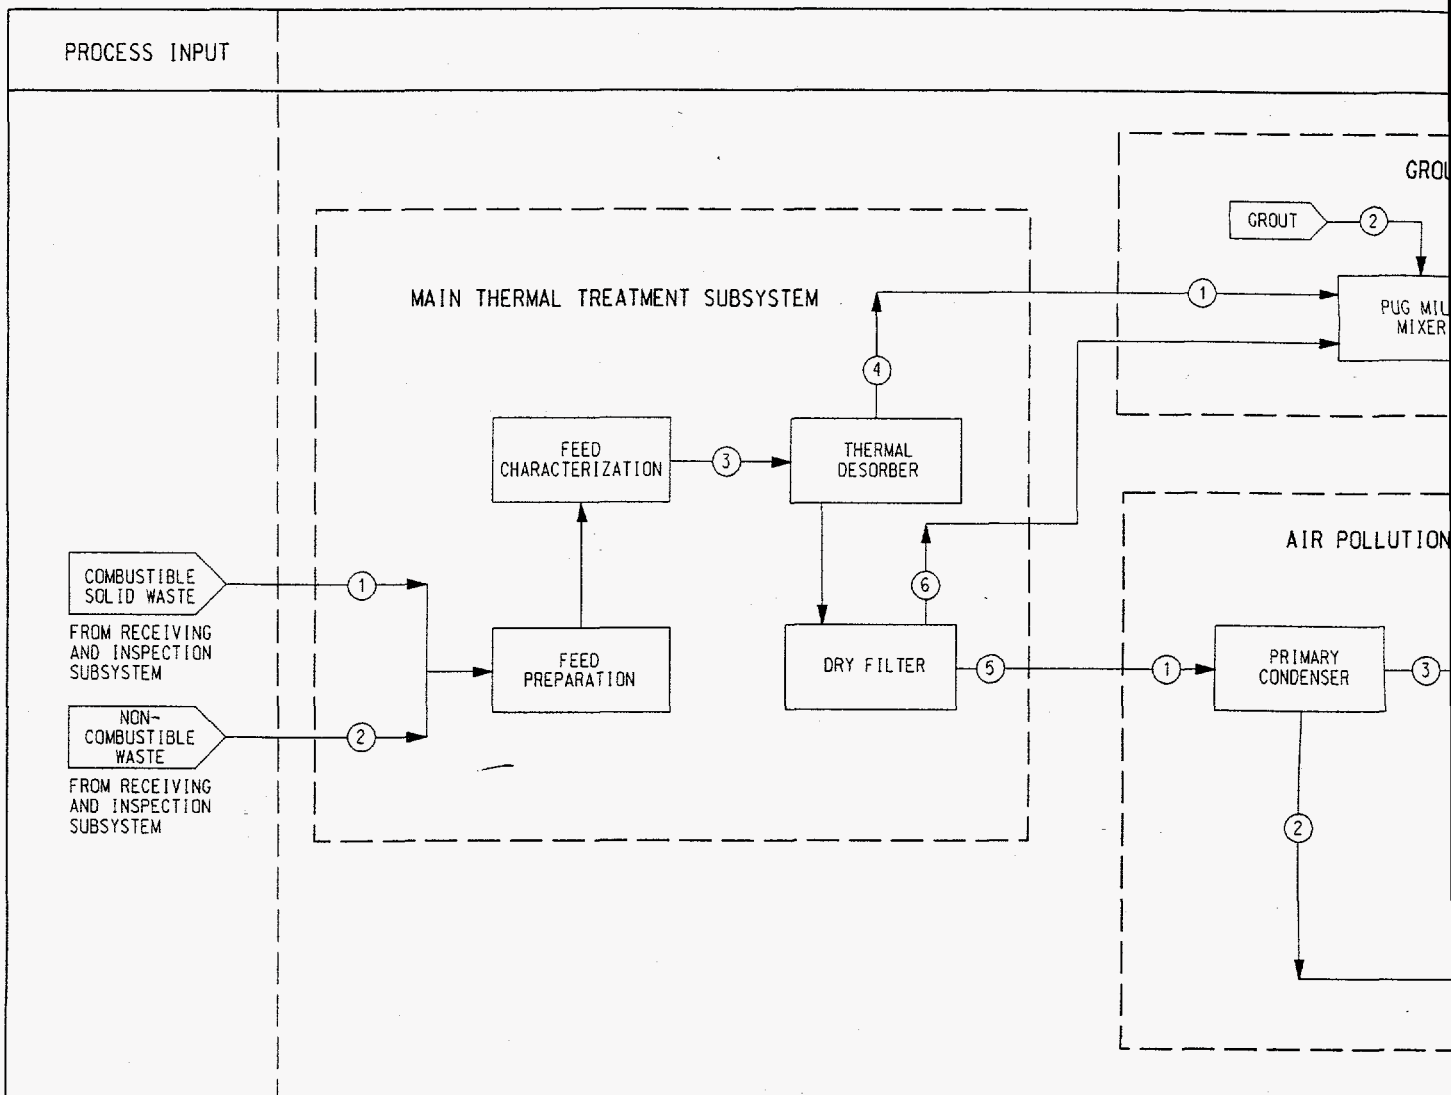 PROCESS INPUT
GROU
GROUT
2
MAIN THERMAL TREATMENT SUBSYSTEM
1
PUG MIL
MIXER
4
FEED
CHARACTERIZATION
3
THERMAL
DESORBER
AIR POLLUTION
COMBUSTIBLE
SOLID WASTE
1
6
FROM RECEIVING
AND INSPECTION
SUBSYSTEM
FEED
PREPARATION
DRY FILTER
5
1
PRIMARY
CONDENSER
3
NON-
COMBUSTIBLE
WASTE
2
FROM RECEIVING
AND INSPECTION
SUBSYSTEM
2